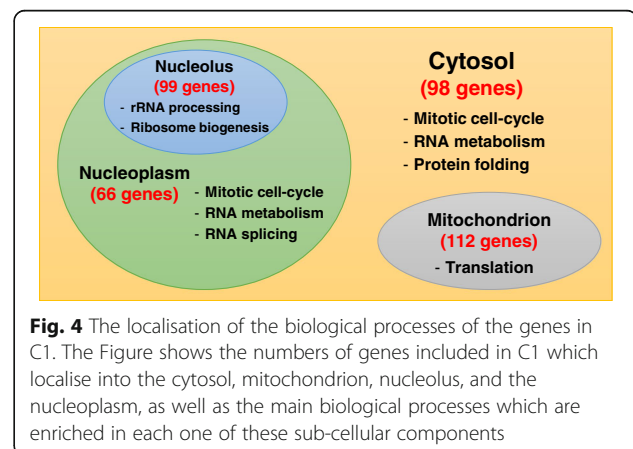 Nucleolus
(99 genes)
- rRNA processing
- Ribosome biogenesis
Nucleoplasm
(66 genes)
- Mitotic cell-cycle
- RNA metabolism
- RNA splicing
Cytosol
(98 genes)
- Mitotic cell-cycle
- RNA metabolism
- Protein folding
Mitochondrion
(112 genes)
- Translation
Fig. 4 The localisation of the biological processes of the genes in
C1. The Figure shows the numbers of genes included in C1 which
localise into the cytosol, mitochondrion, nucleolus, and the
nucleoplasm, as well as the main biological processes which are
enriched in each one of these sub-cellular components